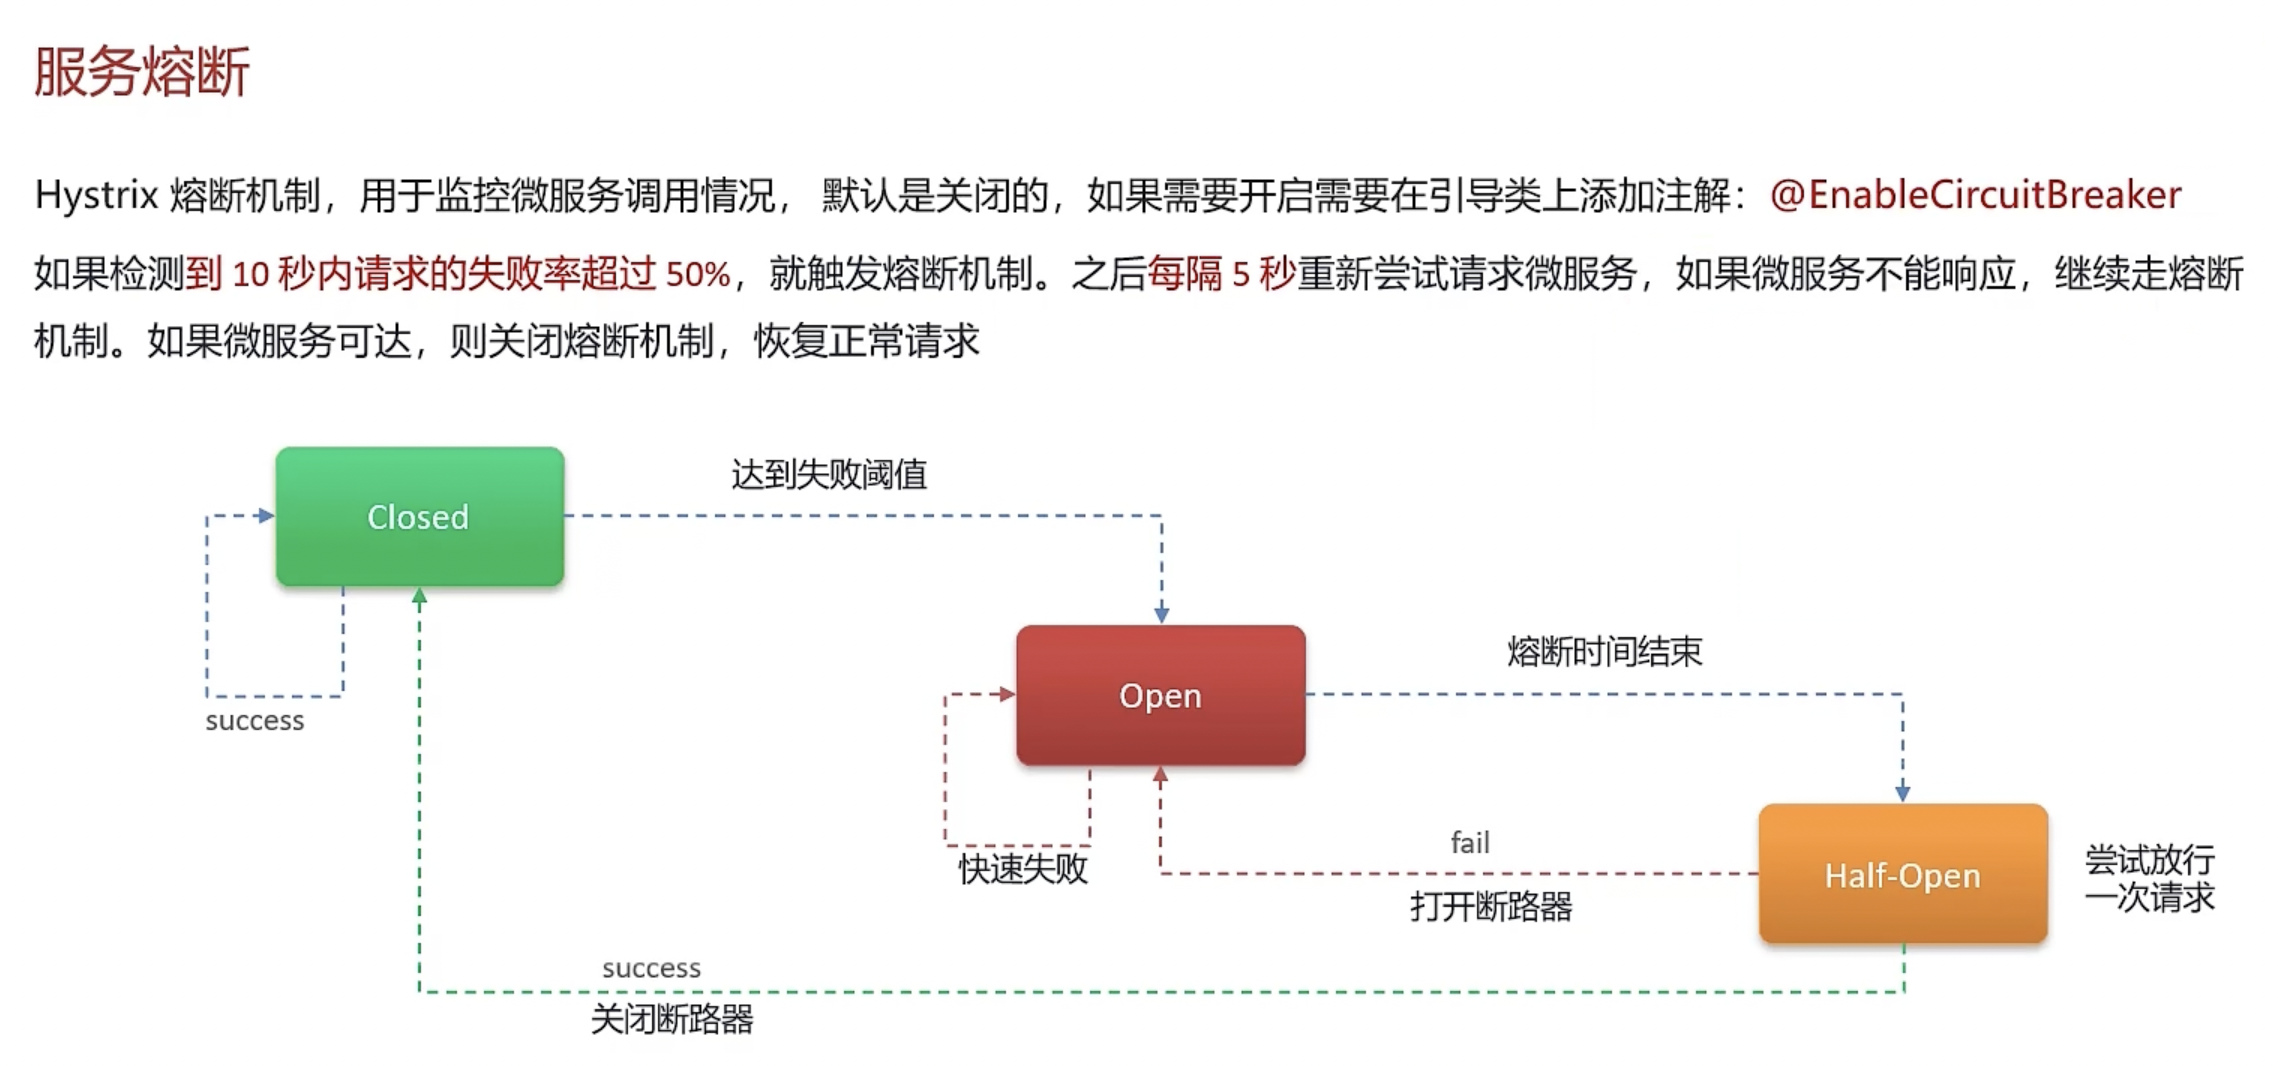 服务熔断
Hystrix 熔断机制，用于监控微服务调用情况， 默认是关闭的，如果需要开启需要在引导类上添加注解：@EnableCircuitBreaker
如果检测到 10 秒内请求的失败率超过 50%，就触发熔断机制。之后每隔 5 秒重新尝试请求微服务，如果微服务不能响应，继续走熔断
机制。如果微服务可达，则关闭熔断机制，恢复正常请求
达到失败阈值
Closed
熔断时间结束
Open
success
fail
快速失败
尝试放行
一次请求
Half-Open
打开断路器
success
关闭断路器